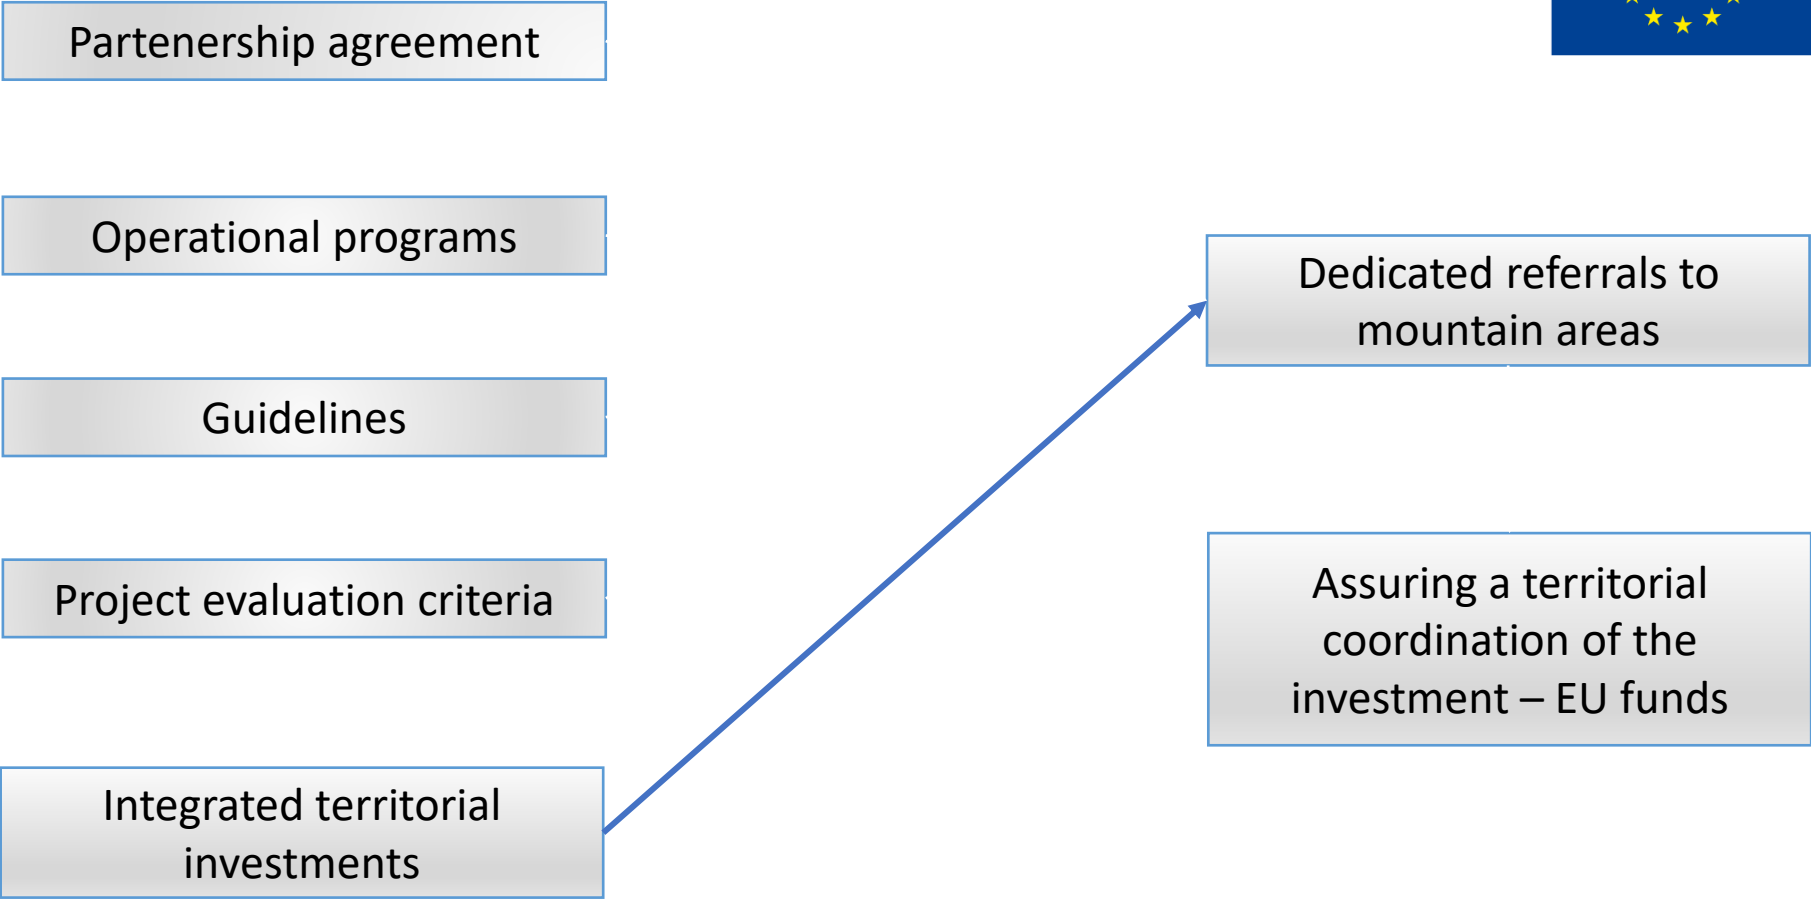 Partenership agreement
Operational programs
Guidelines
Project evaluation criteria
Integrated territorial
investments
Dedicated referrals to
mountain areas
Assuring a territorial
coordination of the
investment – EU funds